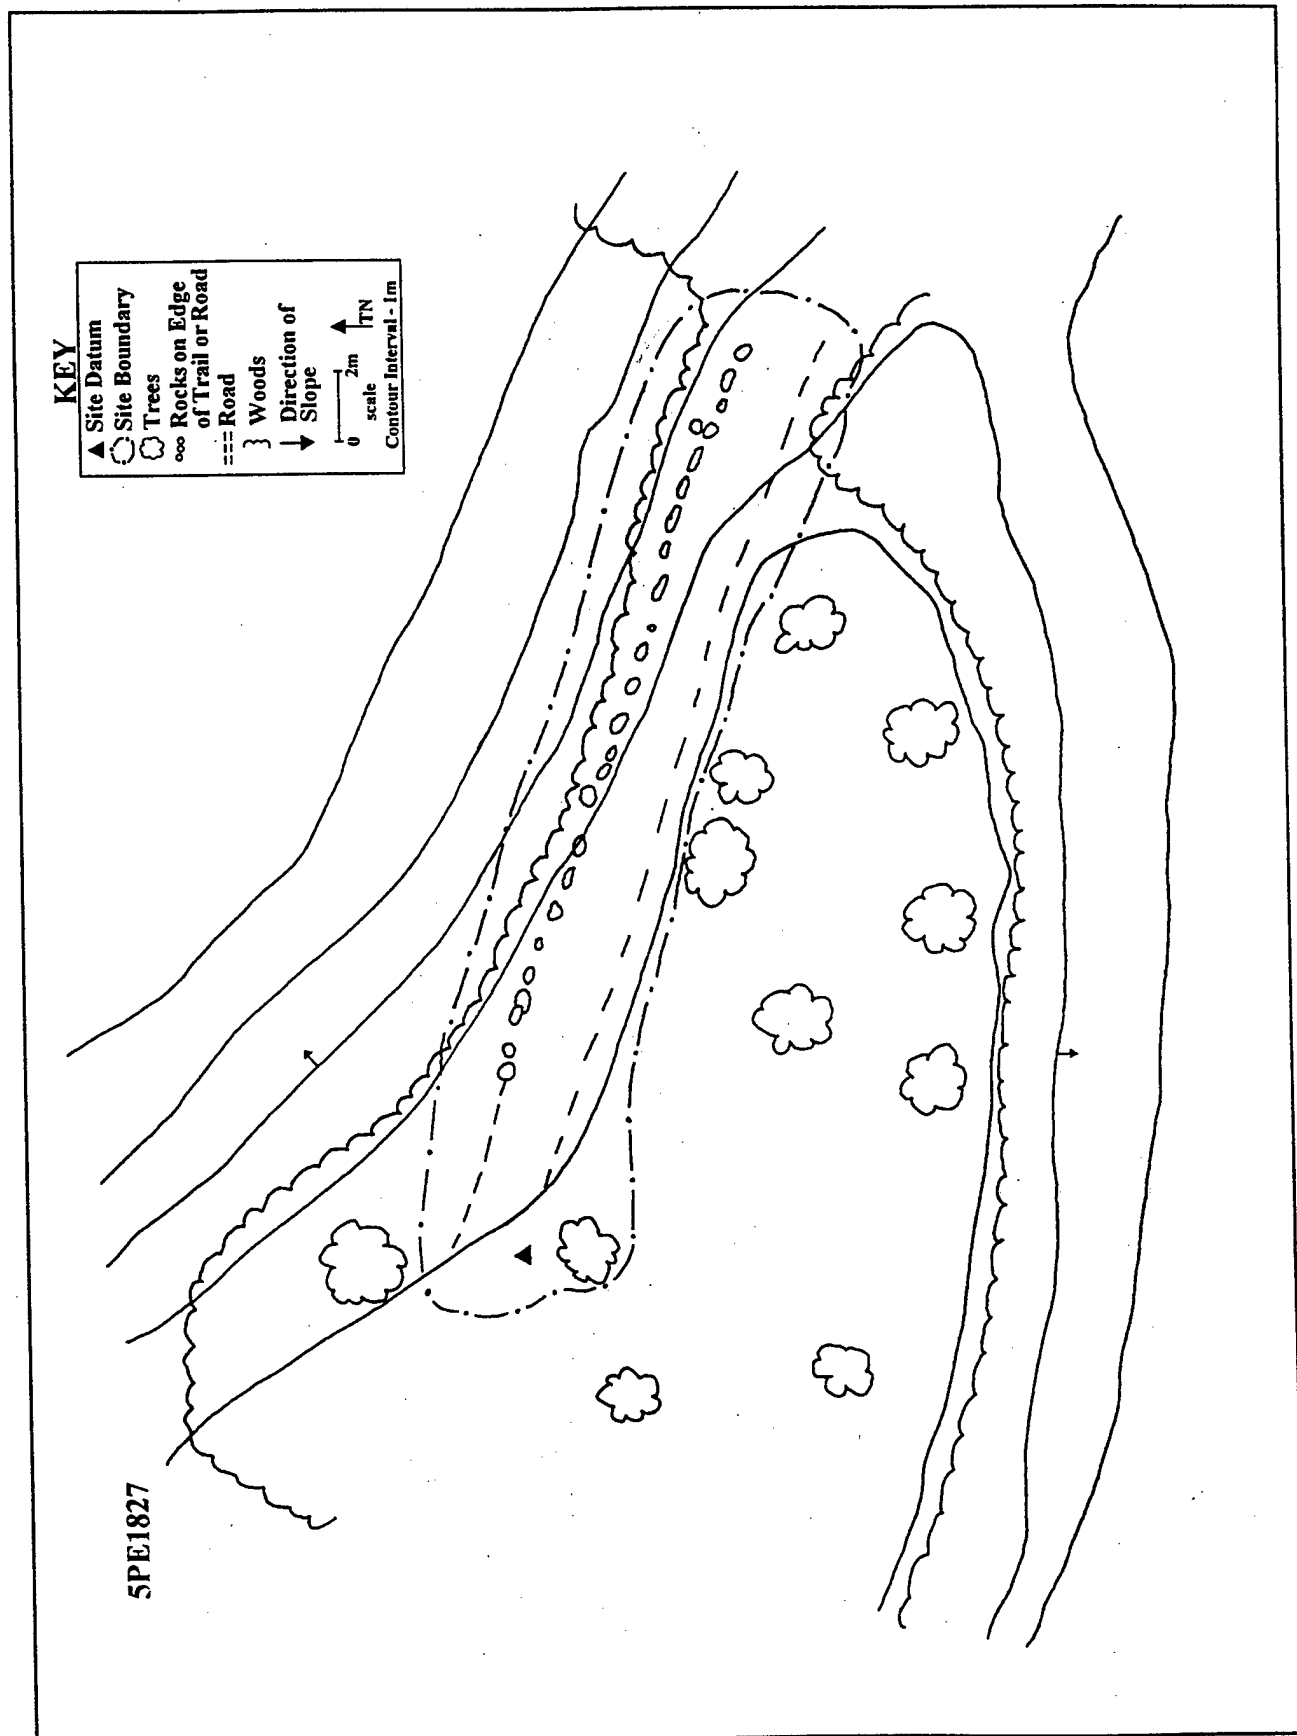 5PE1827
KEY
Site Datum
Site Boundary
Trees
Rocks on Edge
of Trail or Road
Road
Woods
Direction of
Slope
0 2m
scale
TN
Contour Interval - 1m